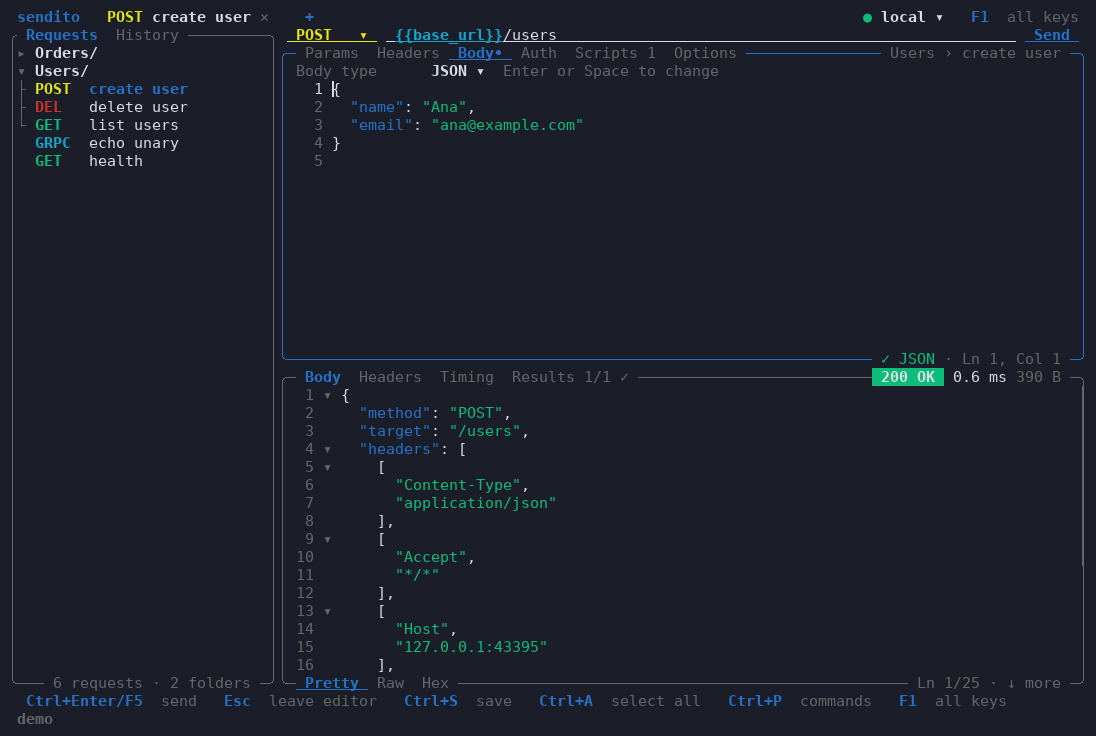 sendito POST create user × + ● local ▾ F1 all keys
Requests History POST ▾ {{base_url}}/users Send
▸ Orders/ Params Headers Body• Auth Scripts 1 Options Users › create user
▾ Users/ Body type JSON ▾ Enter or Space to change
POST create user 1 {
DEL delete user 2 "name": "Ana",
GET list users 3 "email": "ana@example.com"
GRPC echo unary 4 }
GET health 5
✓ JSON · Ln 1, Col 1
Body Headers Timing Results 1/1 ✓ 200 OK 0.6 ms 390 B
1 ▾ {
2 "method": "POST",
3 "target": "/users",
4 ▾ "headers": [
5 ▾ [
6 "Content-Type",
7 "application/json"
8 ],
9 ▾ [
10 "Accept",
11 "*/*"
12 ],
13 ▾ [
14 "Host",
15 "127.0.0.1:43395"
16 ],
6 requests · 2 folders Pretty Raw Hex Ln 1/25 · ↓ more
Ctrl+Enter/F5 send Esc leave editor Ctrl+S save Ctrl+A select all Ctrl+P commands F1 all keys
demo